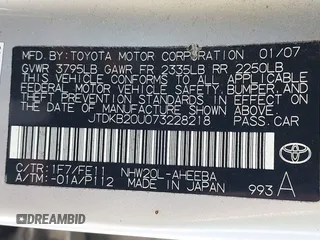 MFD BY: TOYOTA MOTOR CORPORATION 01/07
GVWR 3795LB GAWR FR 2335LB RR 2250LB
THIS VEHICLE CONFORMS TO ALL APPLICABLE
FEDERAL MOTOR VEHICLE SAFETY, BUMPER, AND
THEFT PREVENTION STANDARDS IN EFFECT ON
THE DATE OF MANUFACTURE SHOWN ABOVE.
JTDKB20U073228218
PASS. CAR
C/TR: 1F7/FE11 NHW20L-AHEEBA
A/TM: -01A/P112 MADE IN JAPAN
993 A
TOYOTA
DREAMBID